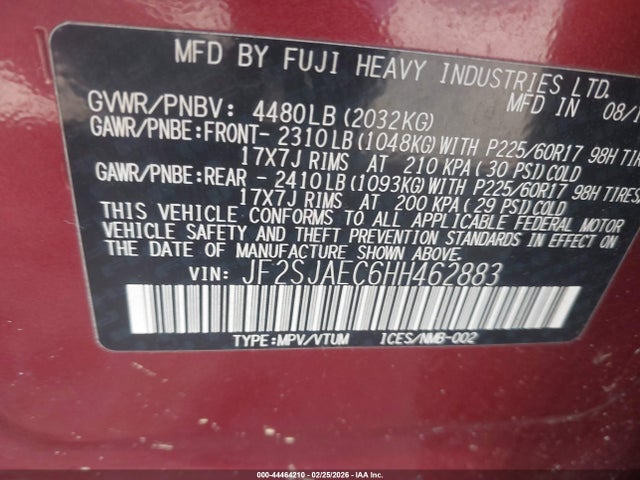 MFD BY FUJI HEAVY INDUSTRIES LTD.
MFD IN 08/1
GVWR/PNBV: 4480LB(2032KG)
GAWR/PNBE:FRONT- 2310LB(1048KG)WITH P225/60R17 98H TIRE
17X7J RIMS AT 210 KPA(30 PSI)COLD
GAWR/PNBE:REAR - 2410LB(1093KG)WITH P225/60R17 98H TIRES
17X7J RIMS AT 200 KPA(29 PSI)COLD
THIS VEHICLE CONFORMS TO ALL APPLICABLE FEDERAL MOTOR
VEHICLE SAFETY AND THEFT PREVENTION STANDARDS IN EFFECT ON
THE DATE OF MANUFACTURE SHOWN ABOVE.
VIN: JF2SJAEC6HH462883
TYPE:MPV/VTUM ICES/NMB-002
000-44464210 - 02/25/2026 - IAA Corp.